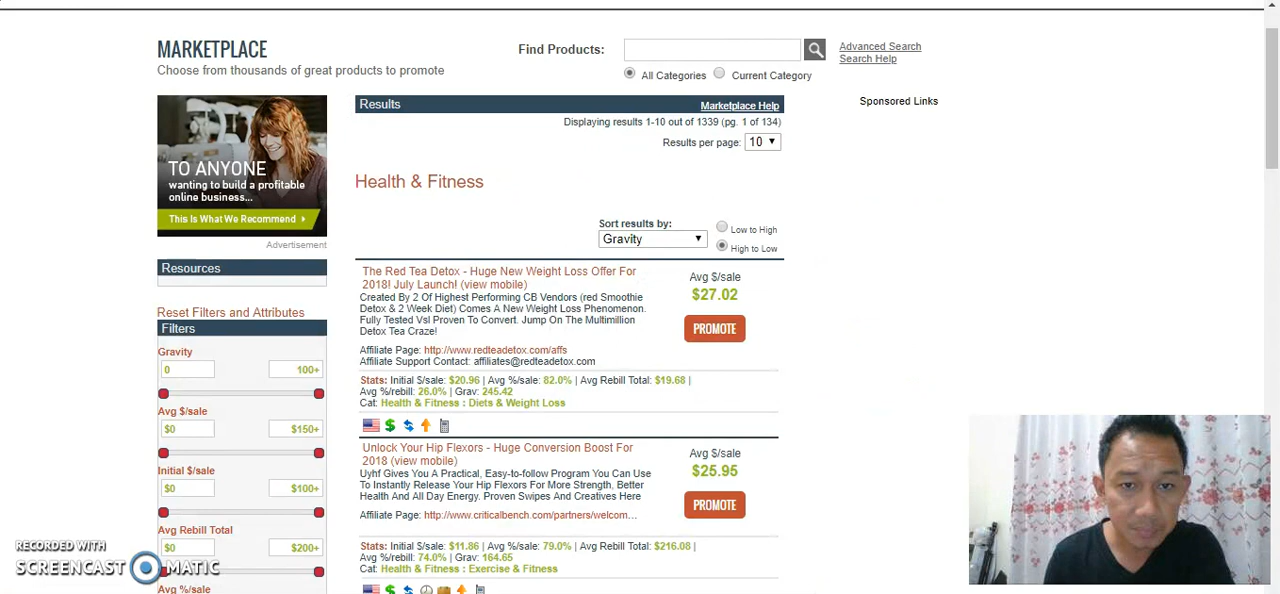 MARKETPLACE
Choose from thousands of great products to promote
Find Products:
Advanced Search
Search Help
All Categories
Current Category
TO ANYONE
wanting to build a profitable
online business...
This Is What We Recommend
Advertisement
Resources
Reset Filters and Attributes
Filters
Gravity
0
100+
Avg $/sale
$0
$150+
Initial $/sale
$0
$100+
Avg Rebill Total
$0
$200+
Avg %/sale
Results
Marketplace Help
Displaying results 1-10 out of 1339 (pg. 1 of 134)
Results per page: 10
Health & Fitness
Sort results by:
Gravity
Low to High
High to Low
The Red Tea Detox - Huge New Weight Loss Offer For
2018! July Launch! (view mobile)
Created By 2 Of Highest Performing CB Vendors (red Smoothie
Detox & 2 Week Diet) Comes A New Weight Loss Phenomenon.
Fully Tested Vsl Proven To Convert. Jump On The Multimillion
Detox Tea Craze!
Affiliate Page: http://www.redteadetox.com/affs
Affiliate Support Contact: affiliates@redteadetox.com
Avg $/sale
$27.02
PROMOTE
Stats: Initial $/sale: $20.96 | Avg %/sale: 82.0% | Avg Rebill Total: $19.68 |
Avg %/rebill: 26.0% | Grav: 245.42
Cat: Health & Fitness : Diets & Weight Loss
Unlock Your Hip Flexors - Huge Conversion Boost For
2018 (view mobile)
Uyhf Gives You A Practical, Easy-to-follow Program You Can Use
To Instantly Release Your Hip Flexors For More Strength, Better
Health And All Day Energy. Proven Swipes And Creatives Here
Affiliate Page: http://www.criticalbench.com/partners/welcom...
Avg $/sale
$25.95
PROMOTE
Stats: Initial $/sale: $11.86 | Avg %/sale: 79.0% | Avg Rebill Total: $216.08 |
Avg %/rebill: 74.0% | Grav: 164.65
Cat: Health & Fitness : Exercise & Fitness
Sponsored Links
RECORDED WITH
SCREENCAST MATIC